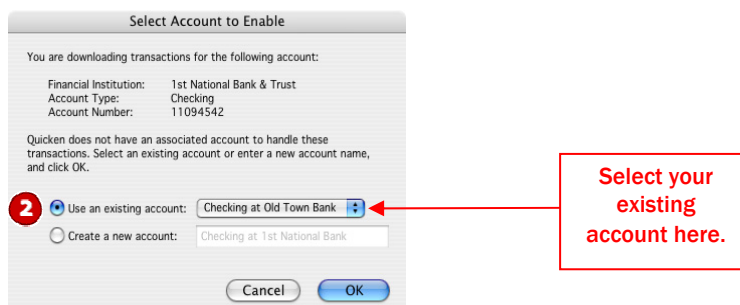 Select Account to Enable
You are downloading transactions for the following account:
Financial Institution: 1st National Bank & Trust
Account Type: Checking
Account Number: 11094542
Quicken does not have an associated account to handle these
transactions. Select an existing account or enter a new account name,
and click OK.
2 Use an existing account: Checking at Old Town Bank
Create a new account: Checking at 1st National Bank
Cancel OK
Select your
existing
account here.